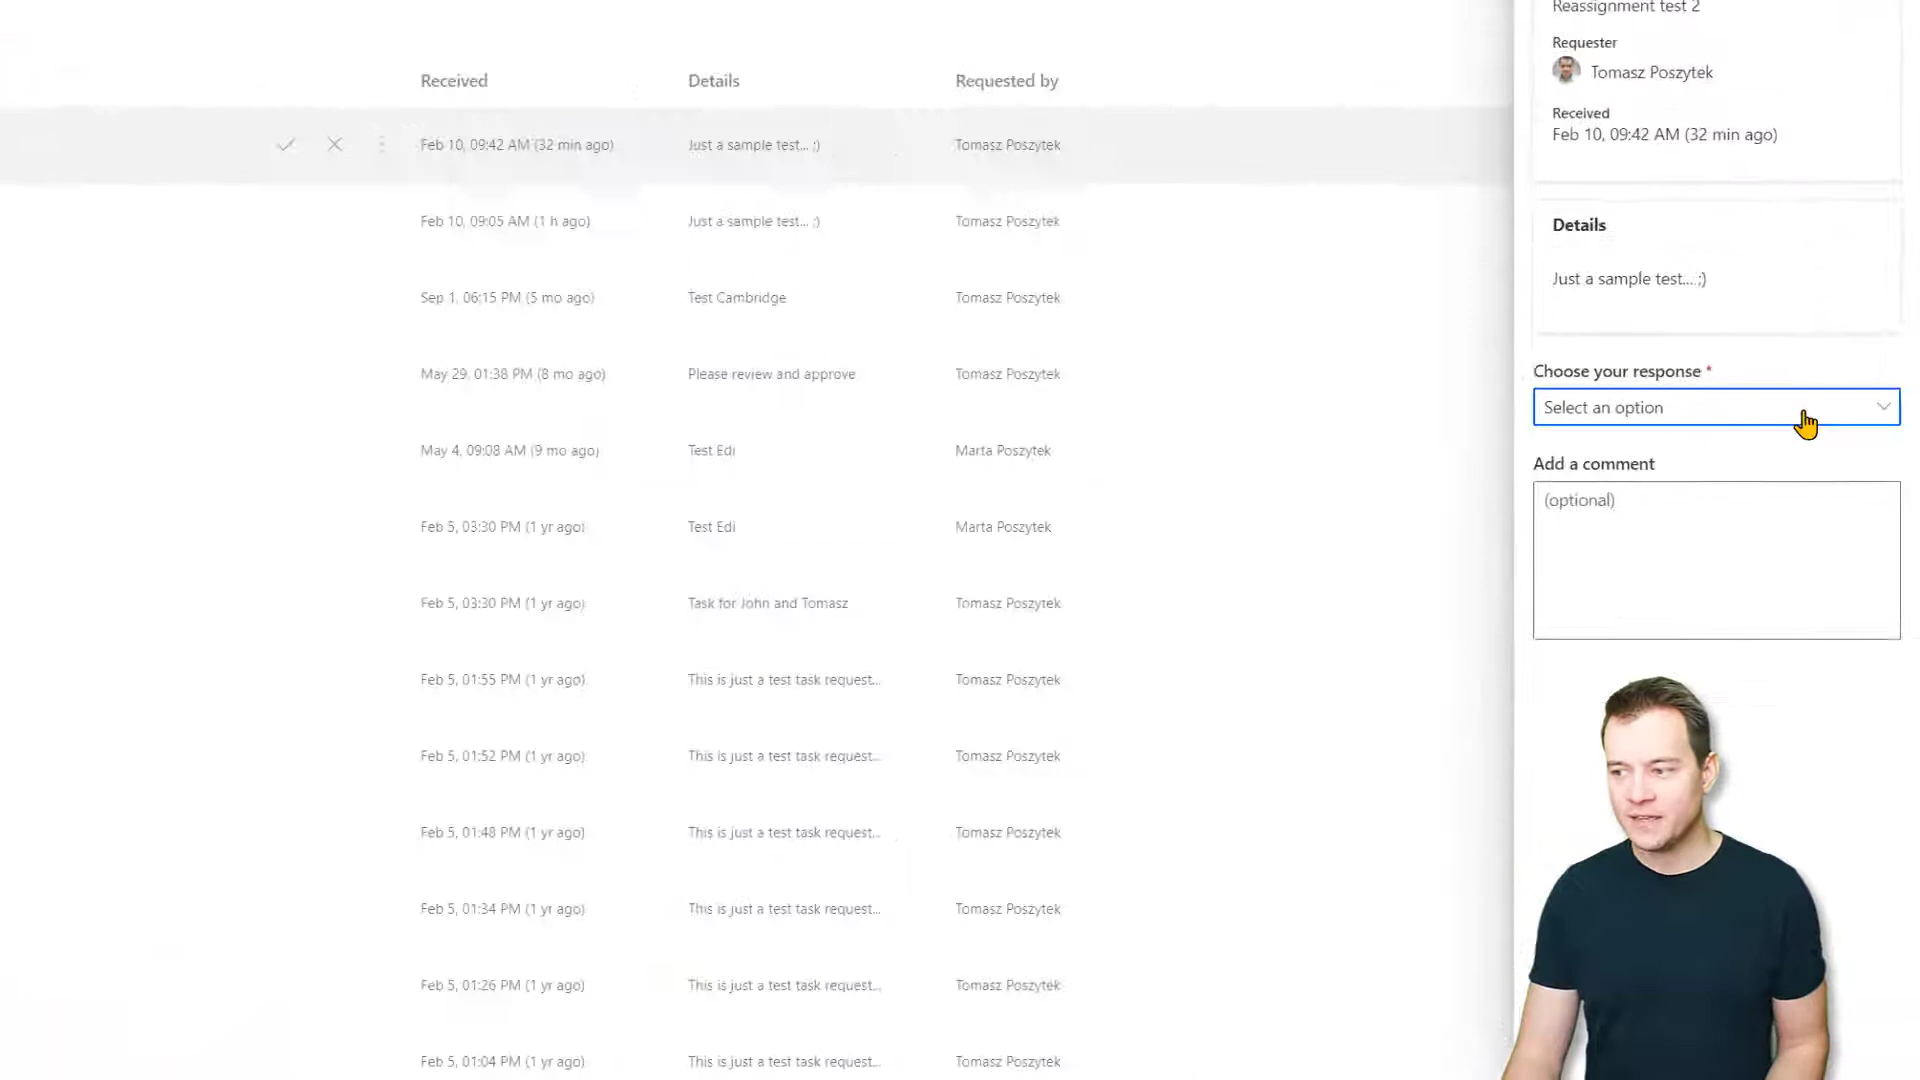 Received Details Requested by
Feb 10, 09:42 AM (32 min ago) Just a sample test... ;) Tomasz Poszytek
Feb 10, 09:05 AM (1 h ago) Just a sample test... ;) Tomasz Poszytek
Sep 1, 06:15 PM (5 mo ago) Test Cambridge Tomasz Poszytek
May 29, 01:38 PM (8 mo ago) Please review and approve Tomasz Poszytek
May 4, 09:08 AM (9 mo ago) Test Edi Marta Poszytek
Feb 5, 03:30 PM (1 yr ago) Test Edi Marta Poszytek
Feb 5, 03:30 PM (1 yr ago) Task for John and Tomasz Tomasz Poszytek
Feb 5, 01:55 PM (1 yr ago) This is just a test task request... Tomasz Poszytek
Feb 5, 01:52 PM (1 yr ago) This is just a test task request... Tomasz Poszytek
Feb 5, 01:48 PM (1 yr ago) This is just a test task request... Tomasz Poszytek
Feb 5, 01:34 PM (1 yr ago) This is just a test task request... Tomasz Poszytek
Feb 5, 01:26 PM (1 yr ago) This is just a test task request... Tomasz Poszytek
Feb 5, 01:04 PM (1 yr ago) This is just a test task request... Tomasz Poszytek
Reassignment test 2
Requester
Tomasz Poszytek
Received
Feb 10, 09:42 AM (32 min ago)
Details
Just a sample test... ;)
Choose your response *
Select an option
Add a comment
(optional)